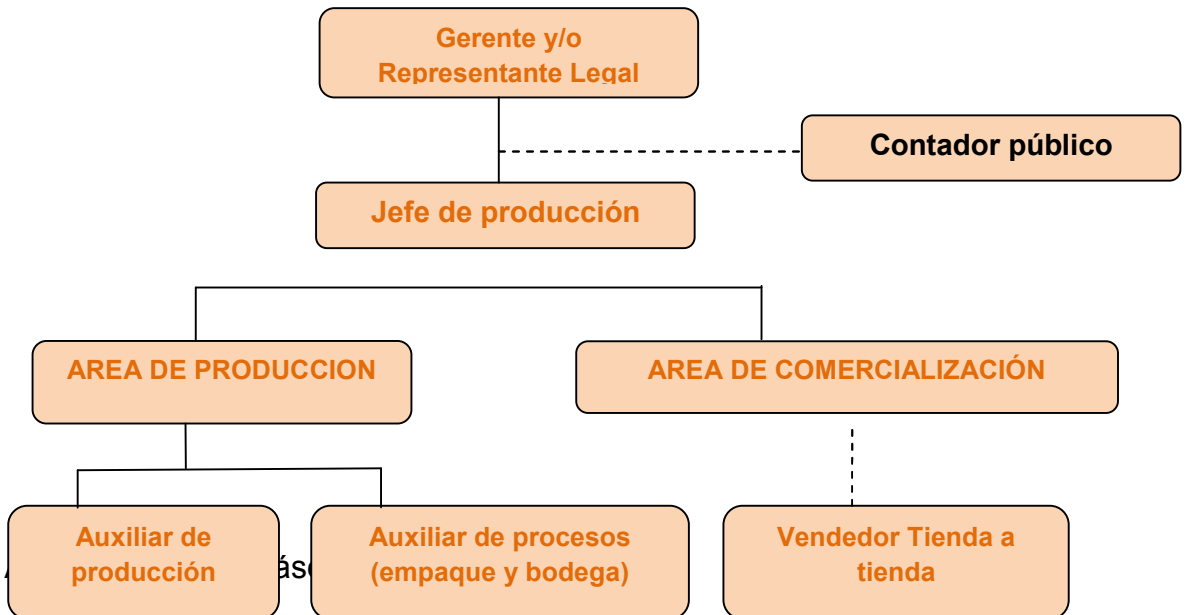 Gerente y/o
Representante Legal
Contador público
Jefe de producción
AREA DE PRODUCCION
AREA DE COMERCIALIZACIÓN
Auxiliar de
producción
Auxiliar de procesos
(empaque y bodega)
Vendedor Tienda a
tienda